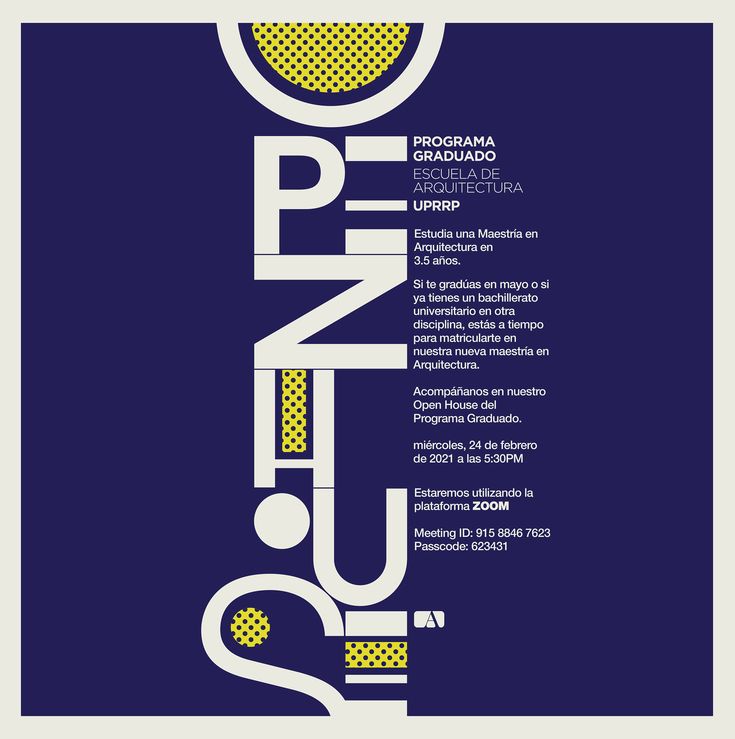 O
PE
N
H
OU
SE
PROGRAMA
GRADUADO
ESCUELA DE
ARQUITECTURA
UPRRP
Estudia una Maestría en
Arquitectura en
3.5 años.
Si te gradúas en mayo o si
ya tienes un bachillerato
universitario en otra
disciplina, estás a tiempo
para matricularte en
nuestra nueva maestría en
Arquitectura.
Acompáñanos en nuestro
Open House del
Programa Graduado.
miércoles, 24 de febrero
de 2021 a las 5:30PM
Estaremos utilizando la
plataforma ZOOM
Meeting ID: 915 8846 7623
Passcode: 623431
A